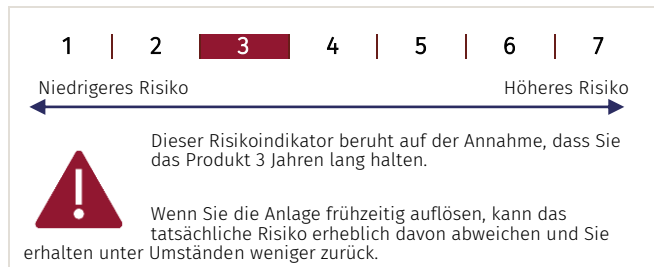 1 2 3 4 5 6 7
Niedrigeres Risiko Höheres Risiko
Dieser Risikoindikator beruht auf der Annahme, dass Sie
das Produkt 3 Jahren lang halten.
Wenn Sie die Anlage frühzeitig auflösen, kann das
tatsächliche Risiko erheblich davon abweichen und Sie
erhalten unter Umständen weniger zurück.